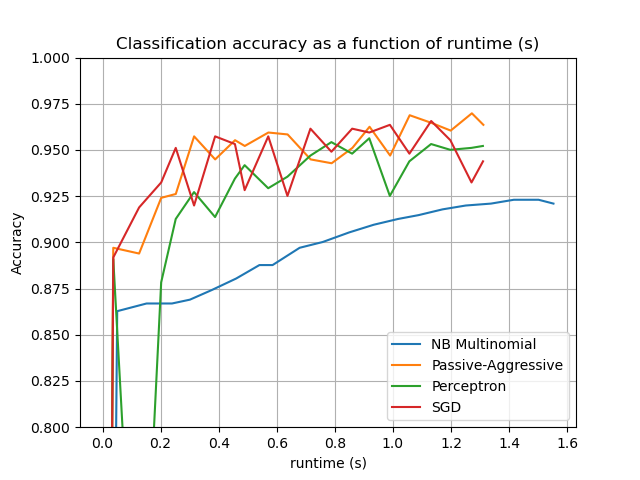 Classification accuracy as a function of runtime (s)
1.000
0.975
0.950
0.925
0.900
0.875
0.850
0.825
0.800
Accuracy
NB Multinomial
Passive-Aggressive
Perceptron
SGD
0.0 0.2 0.4 0.6 0.8 1.0 1.2 1.4 1.6
runtime (s)